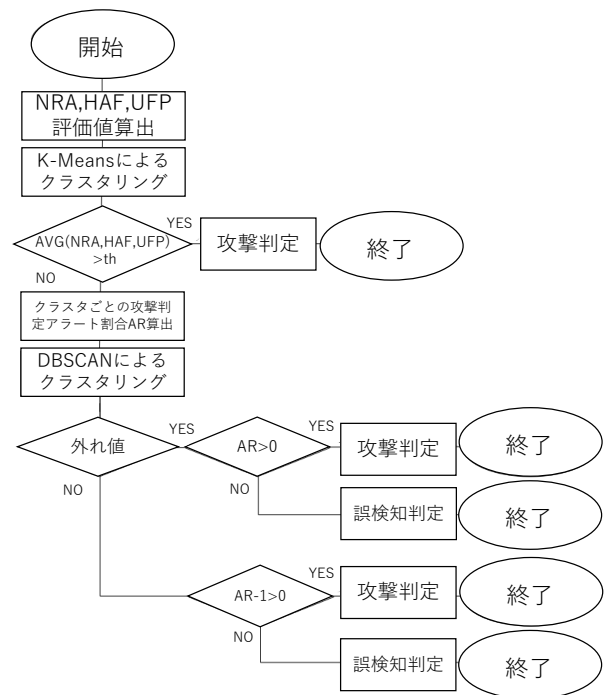 開始
NRA,HAF,UFP
評価値算出
K-Meansによる
クラスタリング
AVG(NRA,HAF,UFP)
>th
YES
攻撃判定
終了
NO
クラスタごとの攻撃判
定アラート割合AR算出
DBSCANによる
クラスタリング
外れ値
YES
AR>0
YES
攻撃判定
終了
NO
NO
誤検知判定
終了
AR-1>0
YES
攻撃判定
終了
NO
誤検知判定
終了